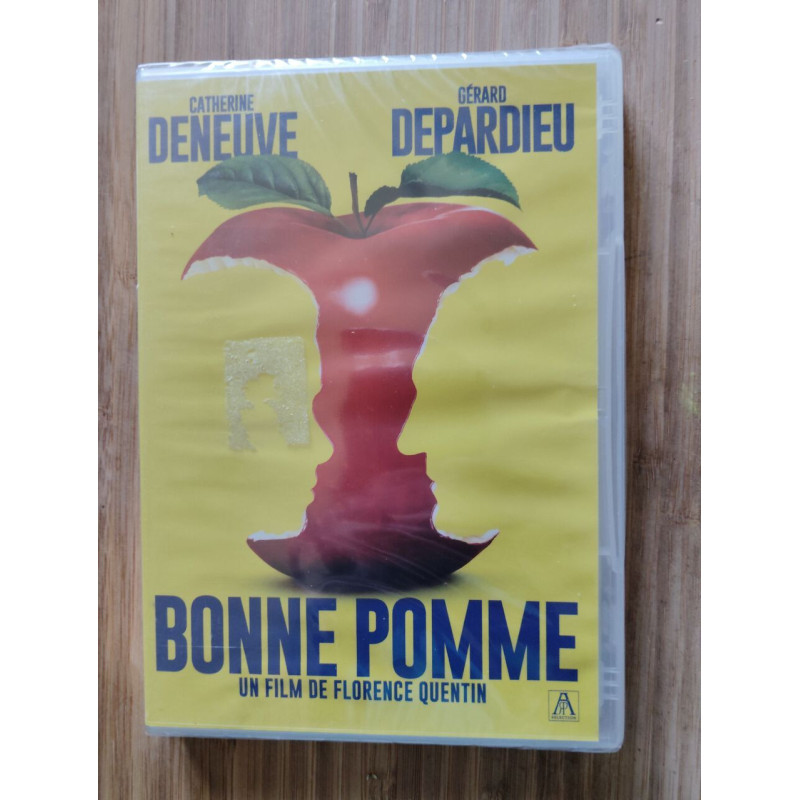 CATHERINE
DENEUVE
GÉRARD
DEPARDIEU
BONNE POMME
UN FILM DE FLORENCE QUENTIN